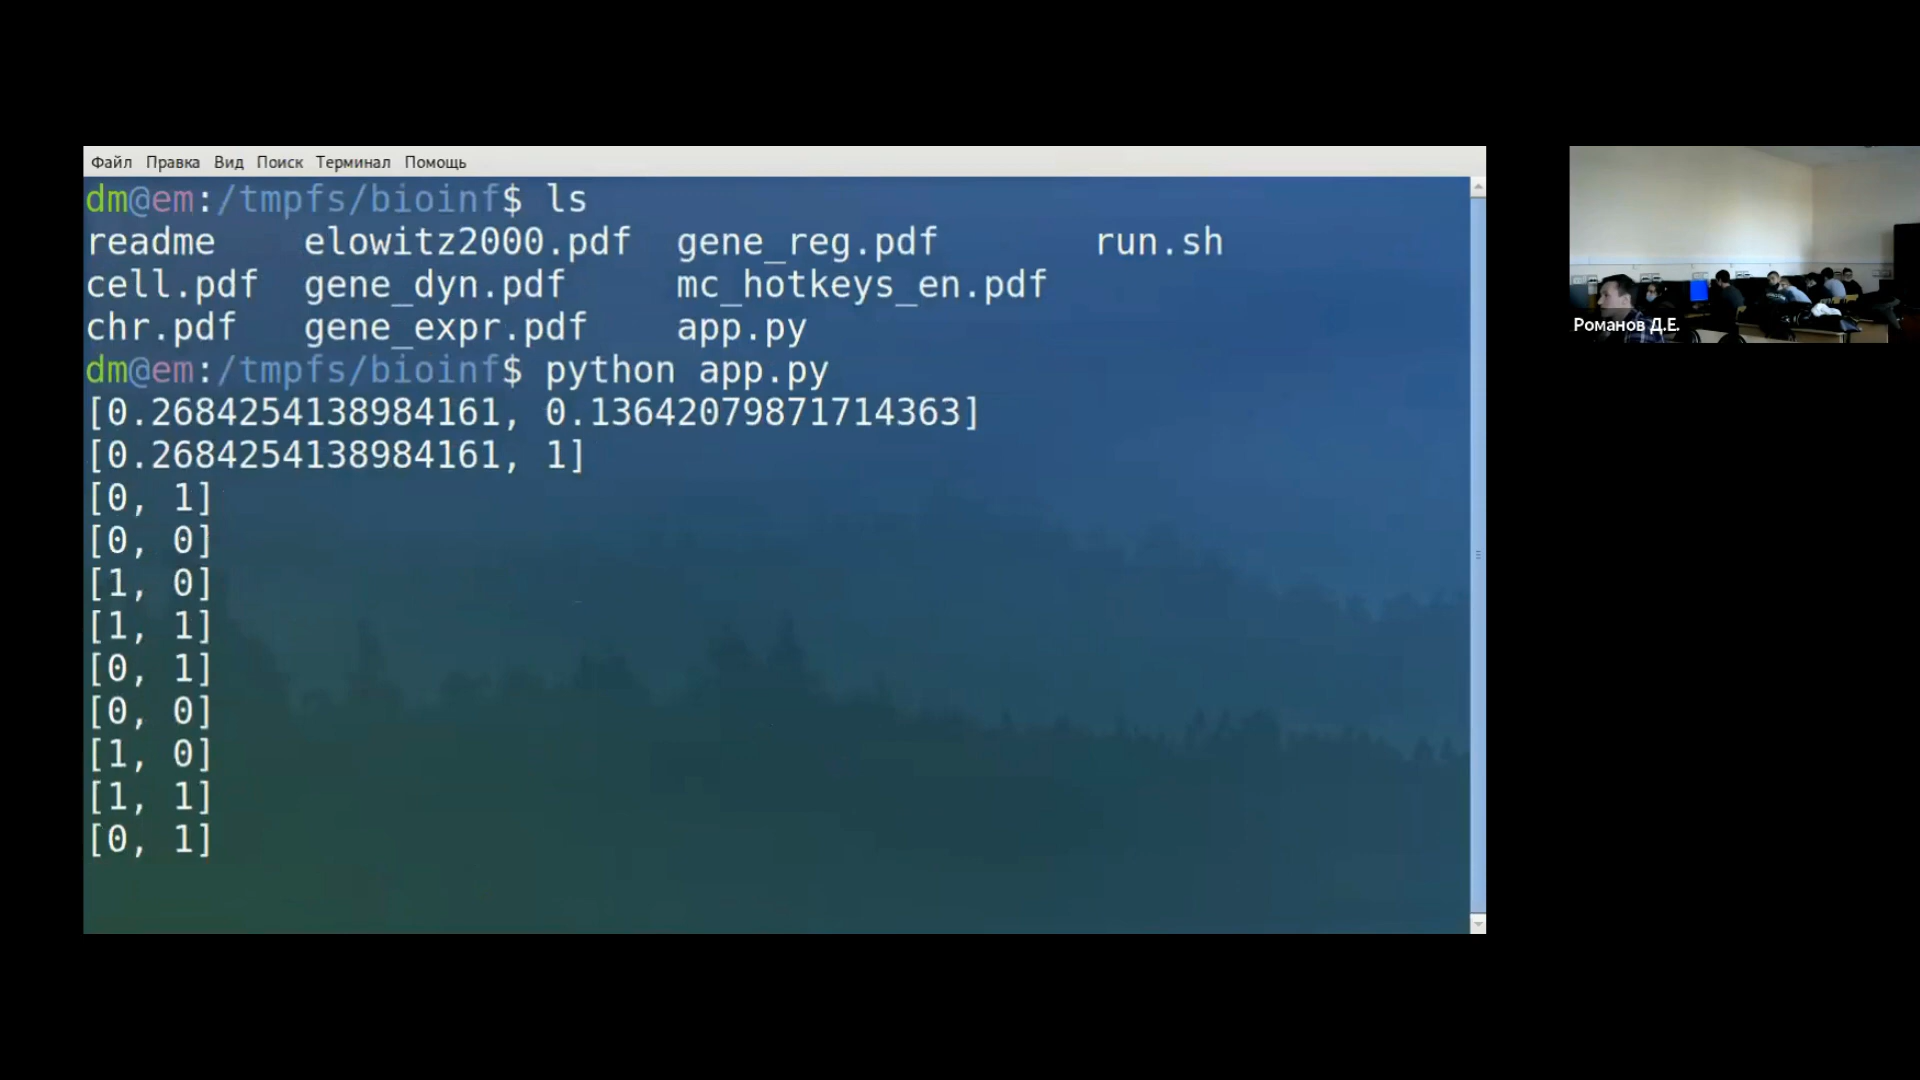 Файл Правка Вид Поиск Терминал Помощь
dm@em:/tmpfs/bioinf$ ls
readme elowitz2000.pdf gene_reg.pdf run.sh
cell.pdf gene_dyn.pdf mc_hotkeys_en.pdf
chr.pdf gene_expr.pdf app.py
dm@em:/tmpfs/bioinf$ python app.py
[0.2684254138984161, 0.13642079871714363]
[0.2684254138984161, 1]
[0, 1]
[0, 0]
[1, 0]
[1, 1]
[0, 1]
[0, 0]
[1, 0]
[1, 1]
[0, 1]
Романов Д.Е.